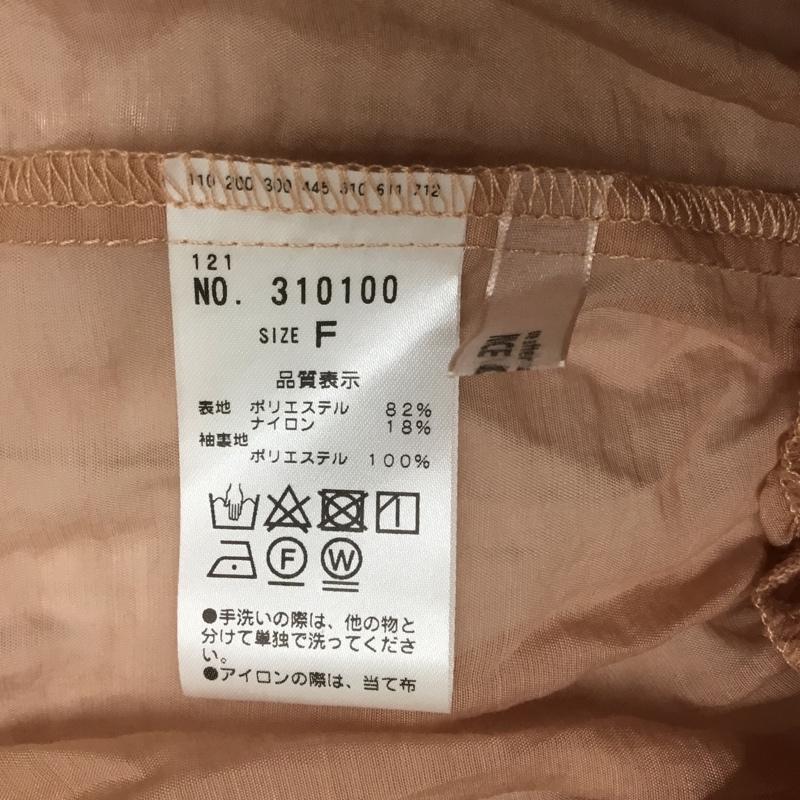 110 200 300 445 510 611 712
121
NO. 310100
SIZE F
品質表示
表地 ポリエステル 82%
ナイロン 18%
袖裏地
ポリエステル 100%
F W
●手洗いの際は、他の物と
分けて単独で洗ってくださ
い。
●アイロンの際は、当て布